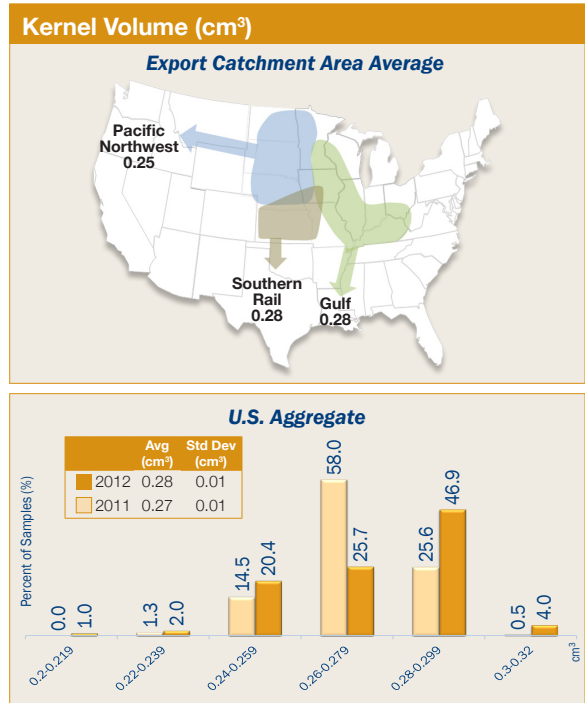 Kernel Volume (cm³)
Export Catchment Area Average
Pacific
Northwest
0.25
Southern
Rail
0.28
Gulf
0.28
U.S. Aggregate
Avg Std Dev
(cm³) (cm³)
2012 0.28 0.01
2011 0.27 0.01
Percent of Samples (%)
0.0 1.0
1.3 2.0
14.5 20.4
58.0 25.7
25.6 46.9
0.5 4.0
0.2-0.219 0.22-0.239 0.24-0.259 0.26-0.279 0.28-0.299 0.3-0.32 cm³